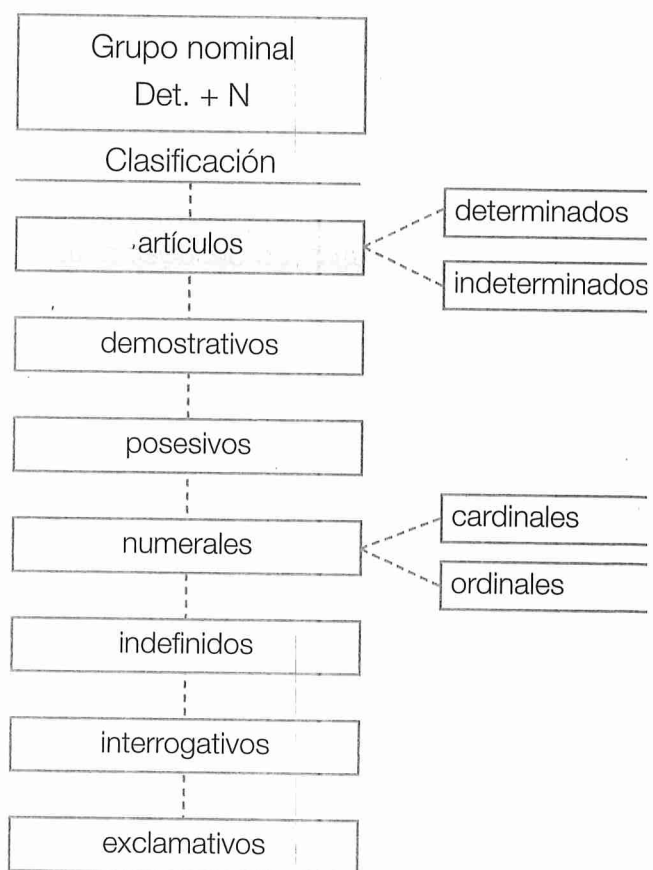 Grupo nominal
Det. + N
Clasificación
artículos
determinados
indeterminados
demostrativos
posesivos
numerales
cardinales
ordinales
indefinidos
interrogativos
exclamativos